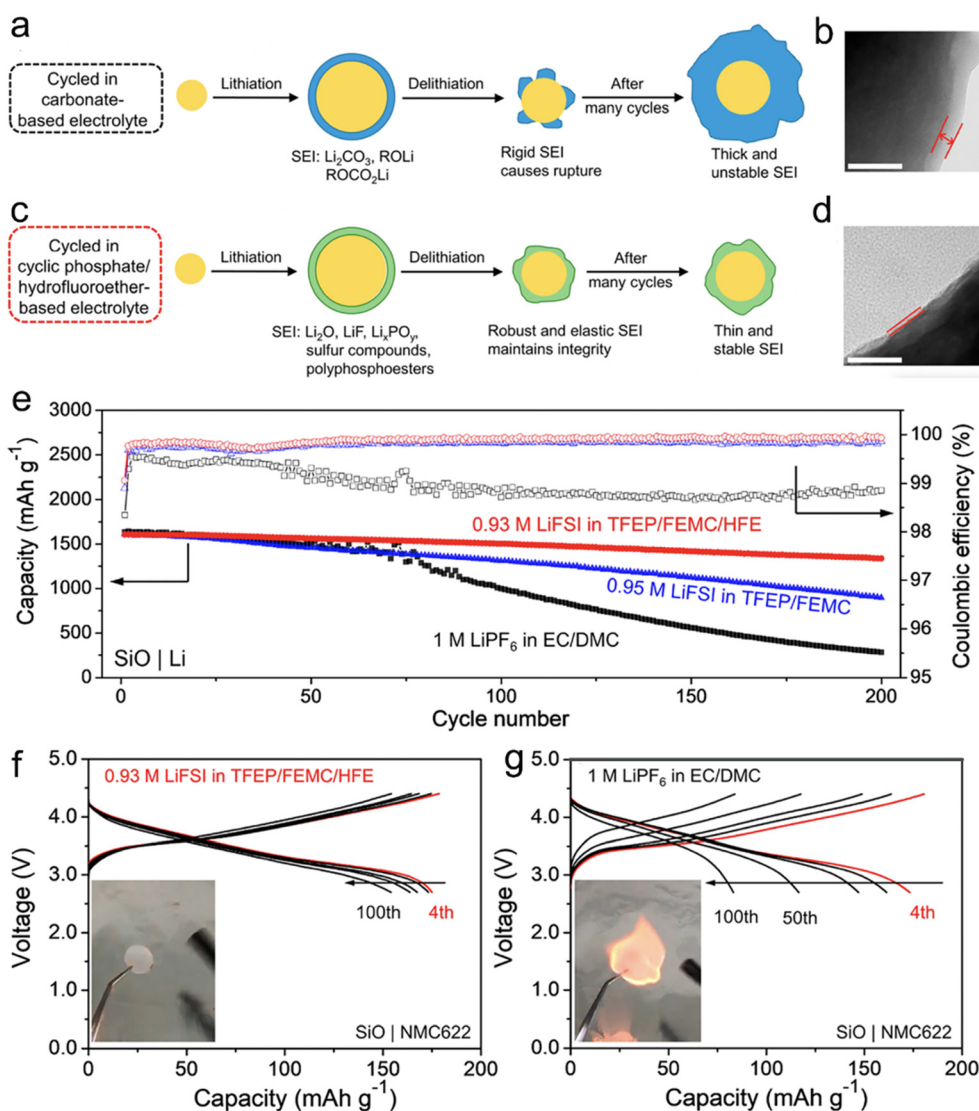 a
Cycled in
carbonate-
based electrolyte
Lithiation
SEI: Li₂CO₃, ROLi
ROCO₂Li
Delithiation
Rigid SEI
causes rupture
After
many cycles
Thick and
unstable SEI
b
c
Cycled in
cyclic phosphate/
hydrofluoroether-
based electrolyte
Lithiation
SEI: Li₂O, LiF, LiₓPOᵧ,
sulfur compounds,
polyphosphoesters
Delithiation
Robust and elastic SEI
maintains integrity
After
many cycles
Thin and
stable SEI
d
e
Capacity (mAh g⁻¹)
3000
2500
2000
1500
1000
500
0
Coulombic efficiency (%)
100
99
98
97
96
95
0.93 M LiFSI in TFEP/FEMC/HFE
0.95 M LiFSI in TFEP/FEMC
1 M LiPF₆ in EC/DMC
SiO | Li
0 50 100 150 200
Cycle number
f
0.93 M LiFSI in TFEP/FEMC/HFE
Voltage (V)
5.0
4.0
3.0
2.0
1.0
0.0
100th 4th
SiO | NMC622
0 50 100 150 200
Capacity (mAh g⁻¹)
g
1 M LiPF₆ in EC/DMC
Voltage (V)
5.0
4.0
3.0
2.0
1.0
0.0
100th 50th 4th
SiO | NMC622
0 50 100 150 200
Capacity (mAh g⁻¹)